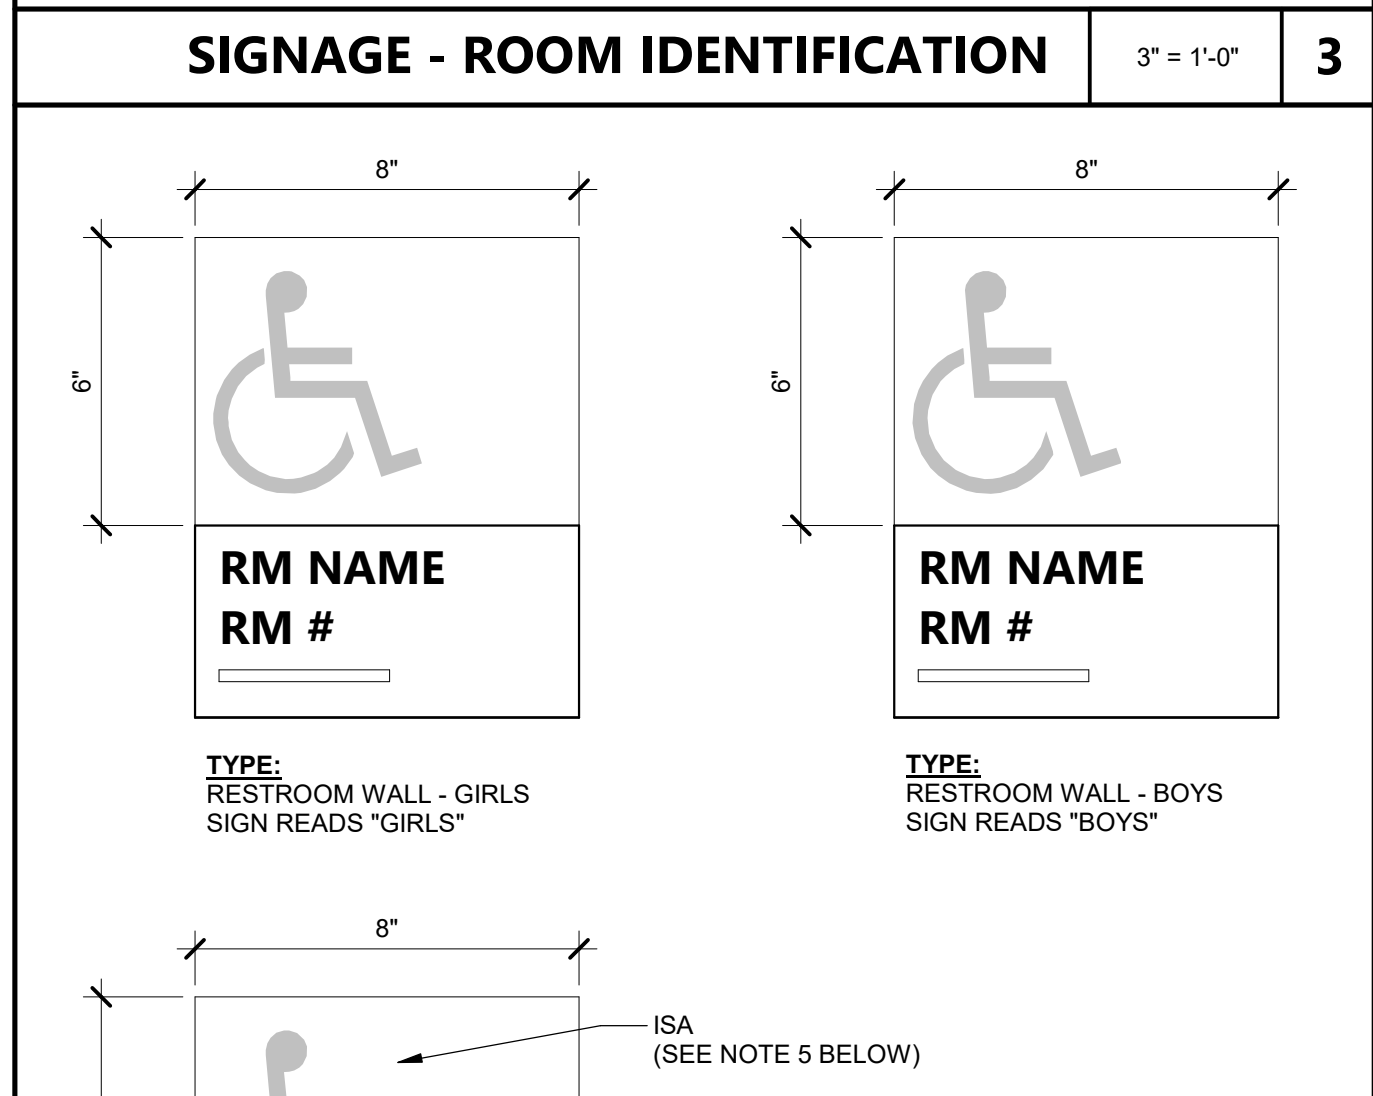 SIGNAGE - ROOM IDENTIFICATION
3" = 1'-0"
3
8"
8"
6"
6"
RM NAME
RM #
RM NAME
RM #
TYPE:
RESTROOM WALL - GIRLS
SIGN READS "GIRLS"
TYPE:
RESTROOM WALL - BOYS
SIGN READS "BOYS"
8"
ISA
(SEE NOTE 5 BELOW)